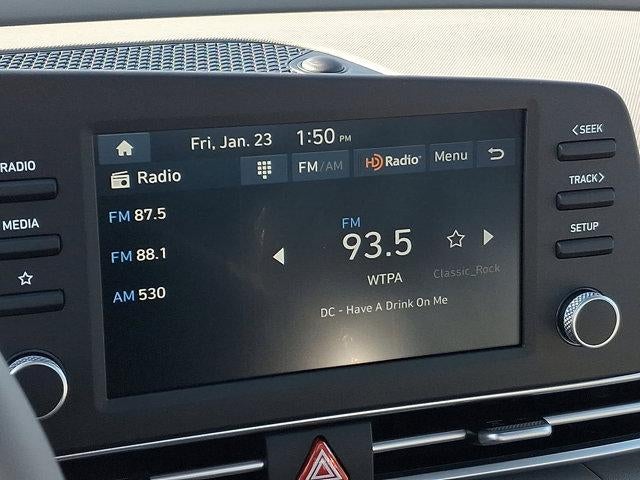 Fri, Jan. 23 1:50 PM
Radio FM/AM HD Radio® Menu
FM 87.5
FM 88.1
AM 530
FM
93.5
WTPA
Classic_Rock
DC - Have A Drink On Me
RADIO
MEDIA
<SEEK
TRACK>
SETUP